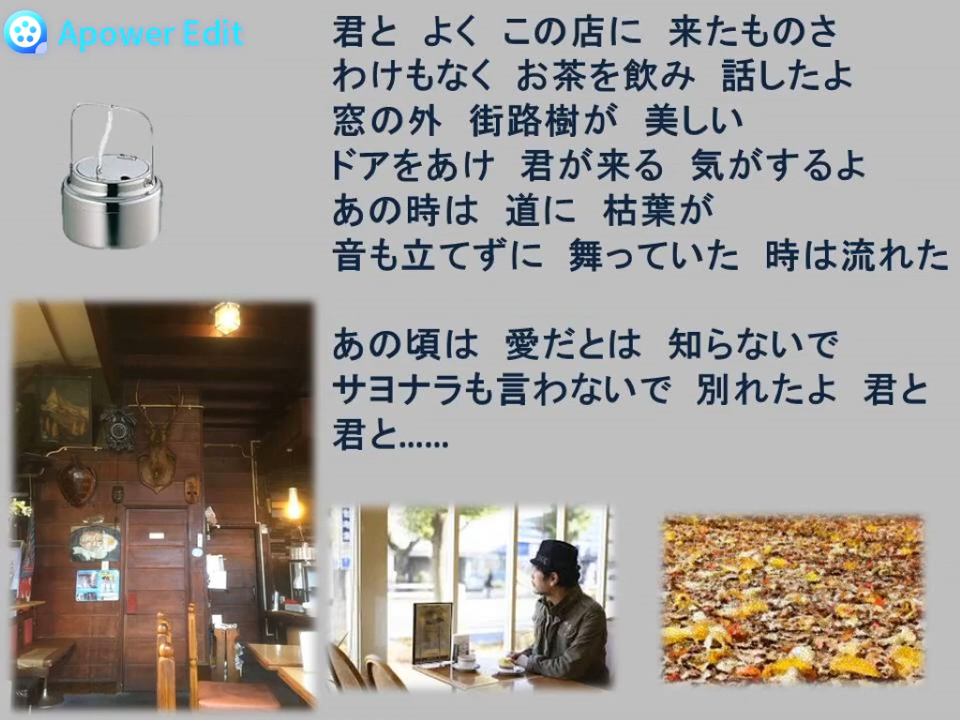 Apower Edit
君と　よく　この店に　来たものさ
わけもなく　お茶を飲み　話したよ
窓の外　街路樹が　美しい
ドアをあけ　君が来る　気がするよ
あの時は　道に　枯葉が
音も立てずに　舞っていた　時は流れた
あの頃は　愛だとは　知らないで
サヨナラも言わないで　別れたよ　君と
君と……